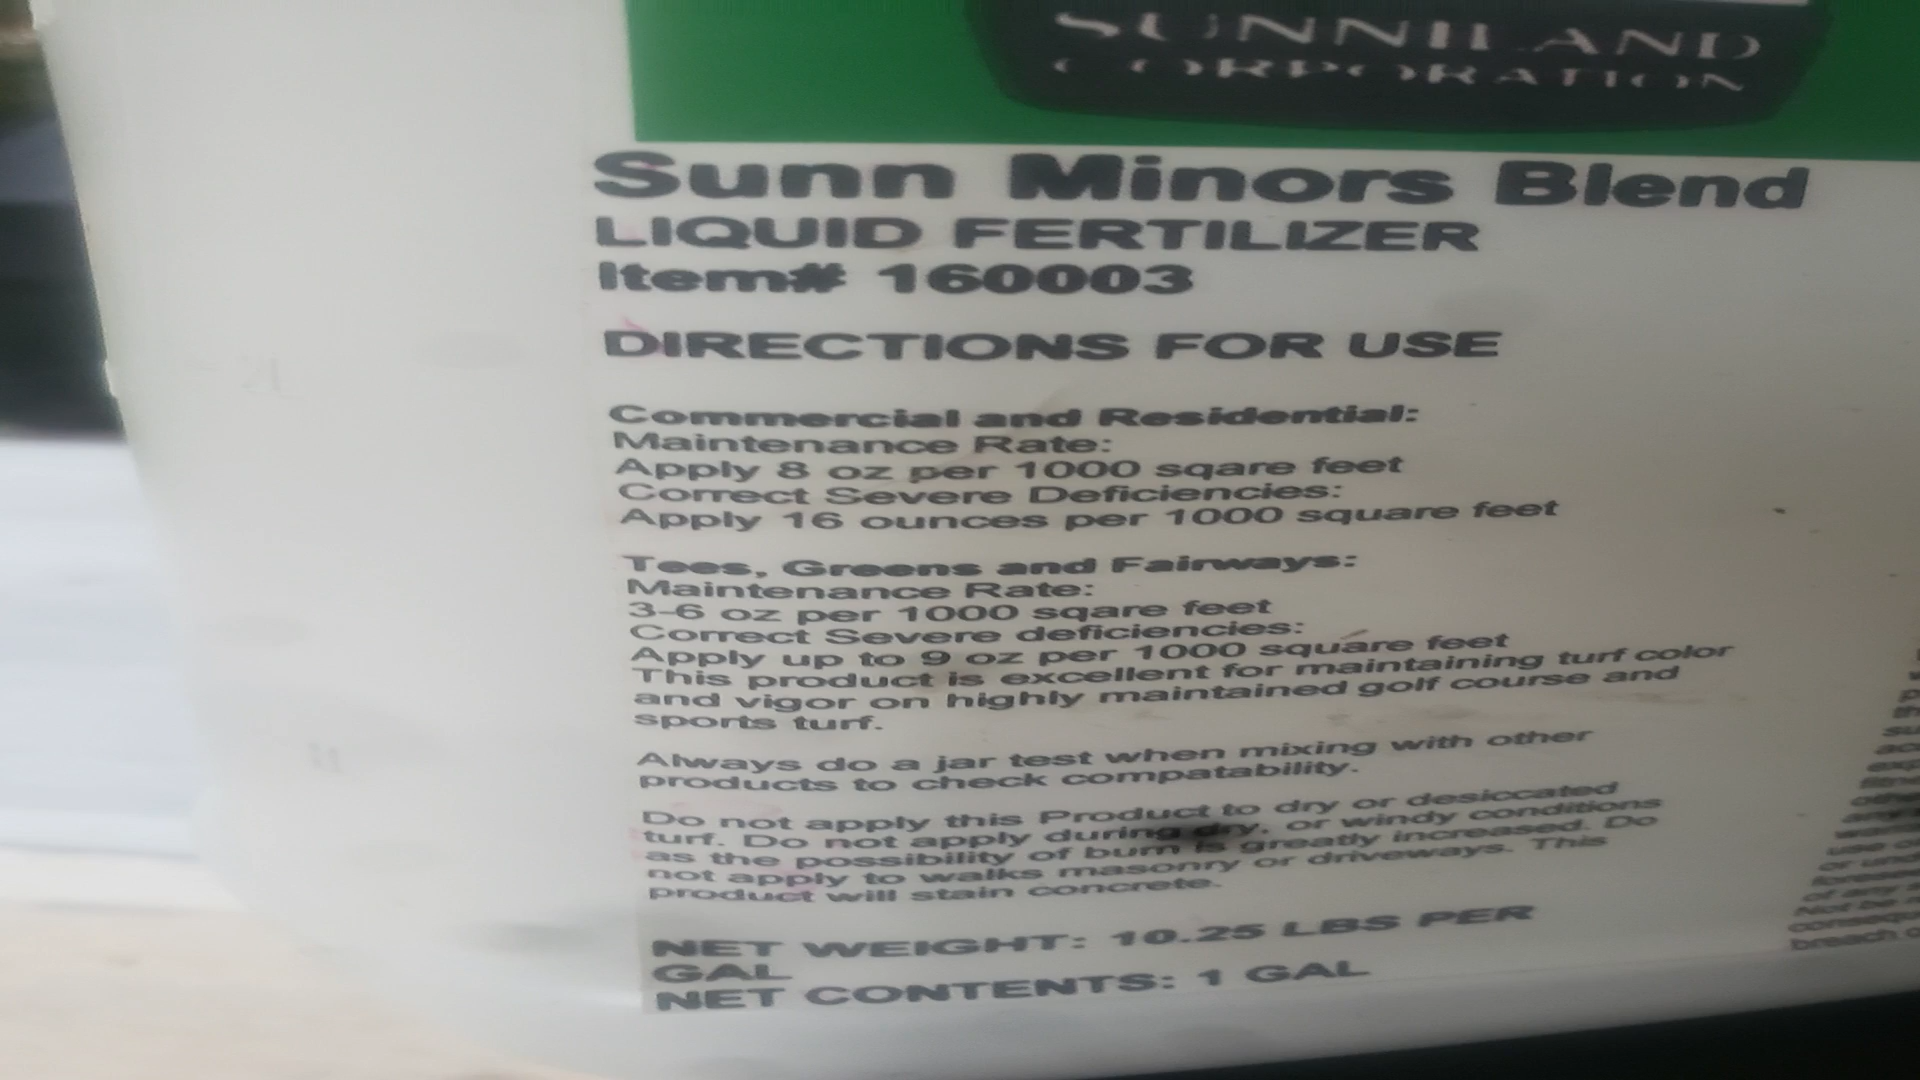 SUNNILAND
CORPORATION
Sunn Minors Blend
LIQUID FERTILIZER
Item# 160003
DIRECTIONS FOR USE
Commercial and Residential:
Maintenance Rate:
Apply 8 oz per 1000 sqare feet
Correct Severe Deficiencies:
Apply 16 ounces per 1000 square feet
Tees, Greens and Fairways:
Maintenance Rate:
3-6 oz per 1000 sqare feet
Correct Severe deficiencies:
Apply up to 9 oz per 1000 square feet
This product is excellent for maintaining turf color
and vigor on highly maintained golf course and
sports turf.
Always do a jar test when mixing with other
products to check compatability.
Do not apply this Product to dry or desiccated
turf. Do not apply during dry, or windy conditions
as the possibility of burn is greatly increased. Do
not apply to walks masonry or driveways. This
product will stain concrete.
NET WEIGHT: 10.25 LBS PER
GAL
NET CONTENTS: 1 GAL